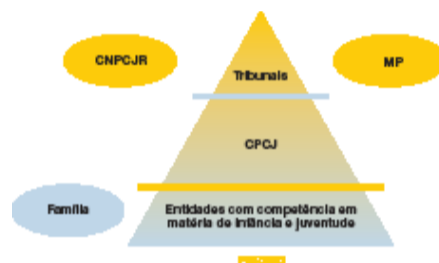 CNPCJR
MP
Tribunais
CPCJ
Família
Entidades com competência em
matéria de infância e juventude